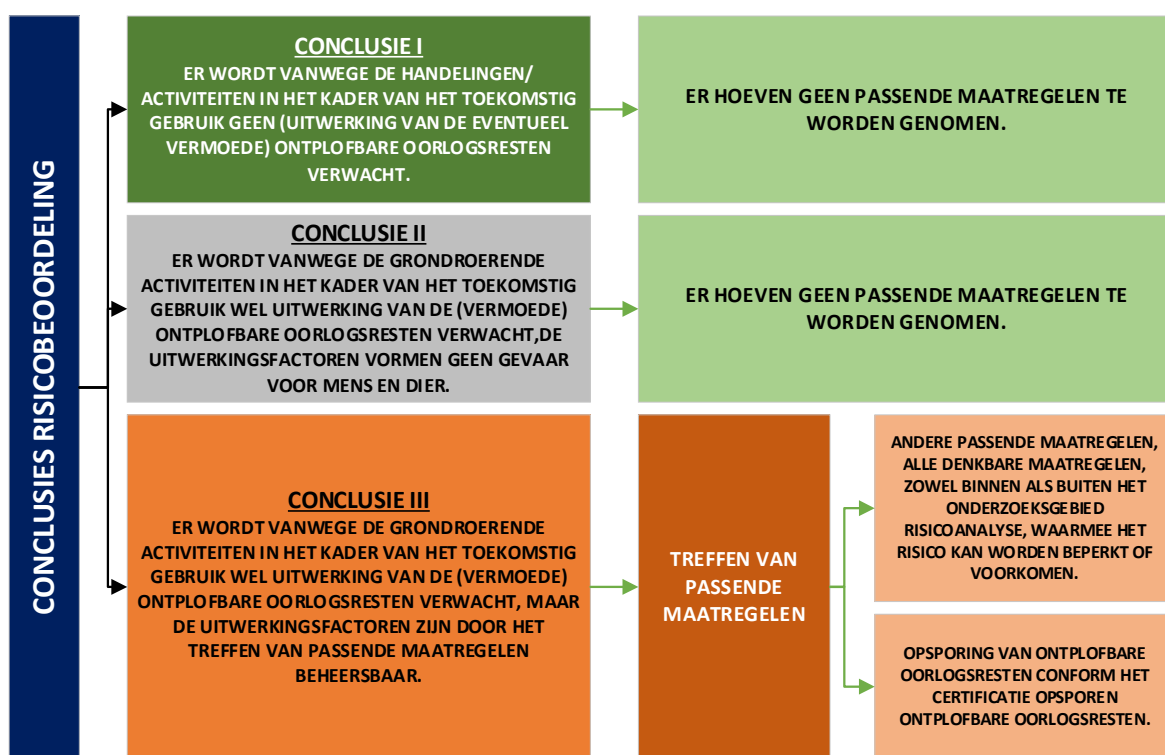 CONCLUSIES RISICOBEOORDELING
CONCLUSIE I
ER WORDT VANWEGE DE HANDELINGEN/
ACTIVITEITEN IN HET KADER VAN HET TOEKOMSTIG
GEBRUIK GEEN (UITWERKING VAN DE EVENTUEEL
VERMOEDE) ONTPLOFBARE OORLOGSRESTEN
VERWACHT.
ER HOEVEN GEEN PASSENDE MAATREGELEN TE
WORDEN GENOMEN.
CONCLUSIE II
ER WORDT VANWEGE DE GRONDROERENDE
ACTIVITEITEN IN HET KADER VAN HET TOEKOMSTIG
GEBRUIK WEL UITWERKING VAN DE (VERMOEDE)
ONTPLOFBARE OORLOGSRESTEN VERWACHT,DE
UITWERKINGSFACTOREN VORMEN GEEN GEVAAR
VOOR MENS EN DIER.
ER HOEVEN GEEN PASSENDE MAATREGELEN TE
WORDEN GENOMEN.
CONCLUSIE III
ER WORDT VANWEGE DE GRONDROERENDE
ACTIVITEITEN IN HET KADER VAN HET TOEKOMSTIG
GEBRUIK WEL UITWERKING VAN DE (VERMOEDE)
ONTPLOFBARE OORLOGSRESTEN VERWACHT, MAAR
DE UITWERKINGSFACTOREN ZIJN DOOR HET
TREFFEN VAN PASSENDE MAATREGELEN
BEHEERSBAAR.
TREFFEN VAN
PASSENDE
MAATREGELEN
ANDERE PASSENDE MAATREGELEN,
ALLE DENKBARE MAATREGELEN,
ZOWEL BINNEN ALS BUITEN HET
ONDERZOEKSGEBIED
RISICOANALYSE, WAARMEE HET
RISICO KAN WORDEN BEPERKT OF
VOORKOMEN.
OPSPORING VAN ONTPLOFBARE
OORLOGSRESTEN CONFORM HET
CERTIFICATIE OPSPOREN
ONTPLOFBARE OORLOGSRESTEN.